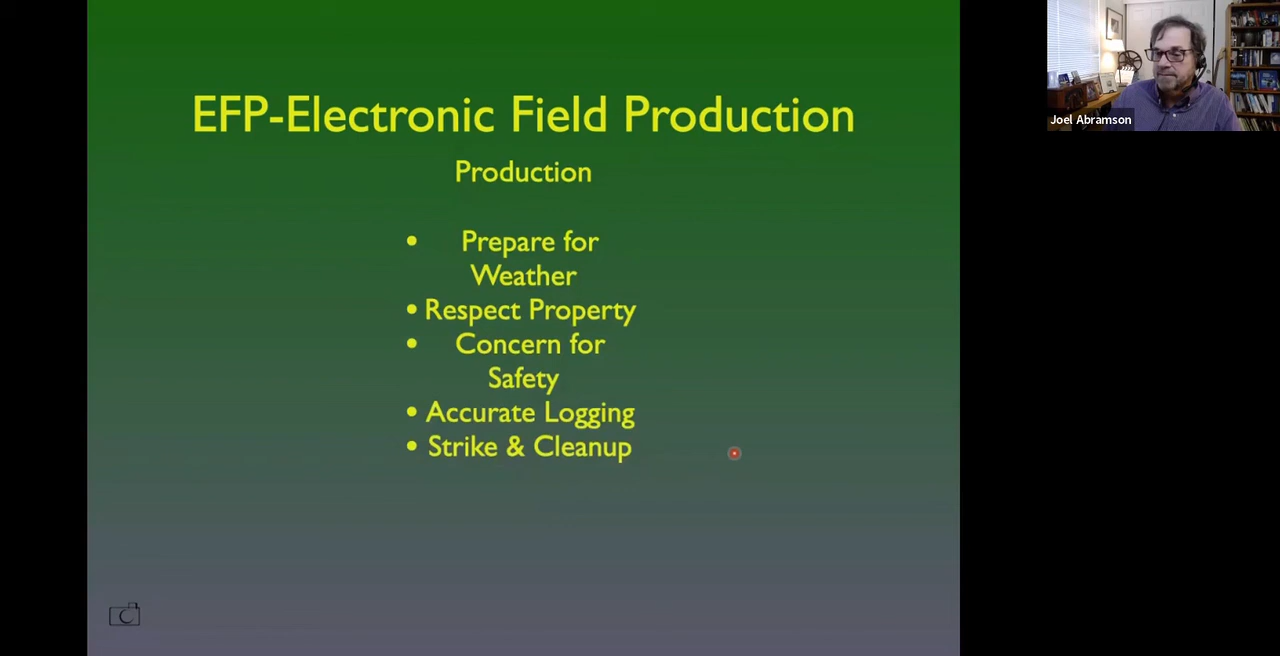 EFP-Electronic Field Production
Production
• Prepare for
Weather
• Respect Property
• Concern for
Safety
• Accurate Logging
• Strike & Cleanup
Joel Abramson